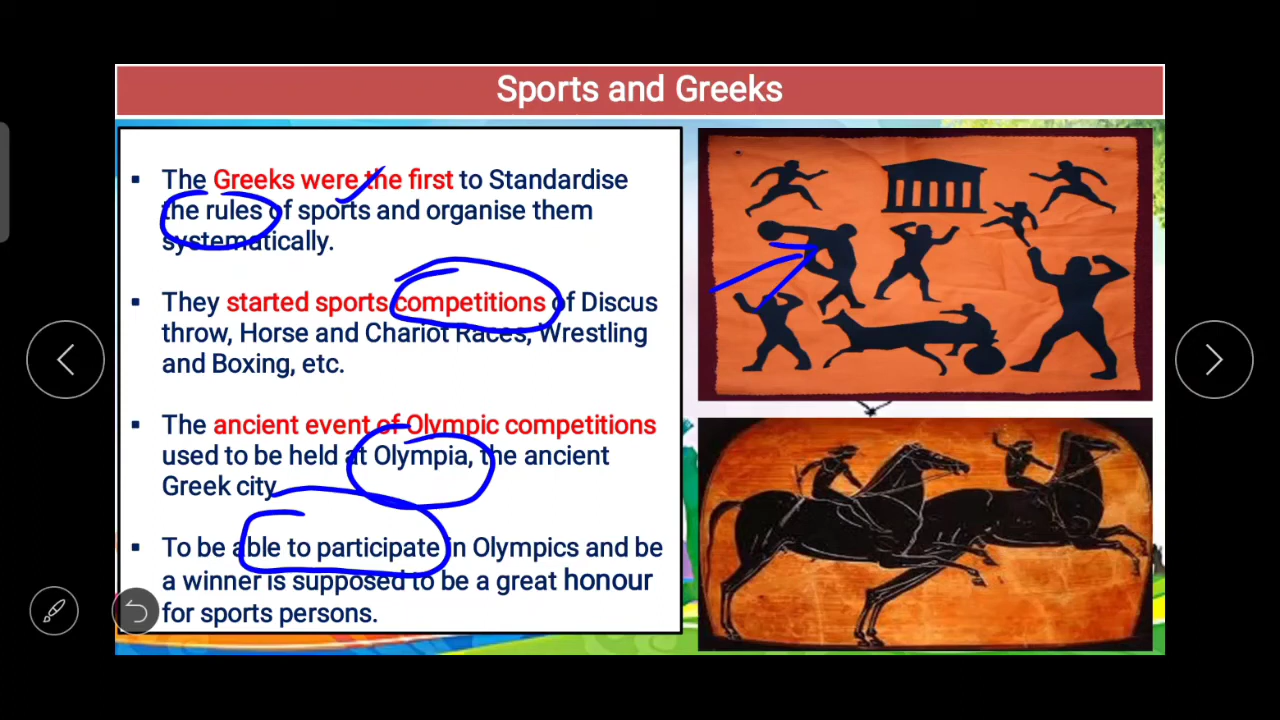 Sports and Greeks
▪ The Greeks were the first to Standardise
the rules of sports and organise them
systematically.
▪ They started sports competitions of Discus
throw, Horse and Chariot Races, Wrestling
and Boxing, etc.
▪ The ancient event of Olympic competitions
used to be held at Olympia, the ancient
Greek city
▪ To be able to participate in Olympics and be
a winner is supposed to be a great honour
for sports persons.